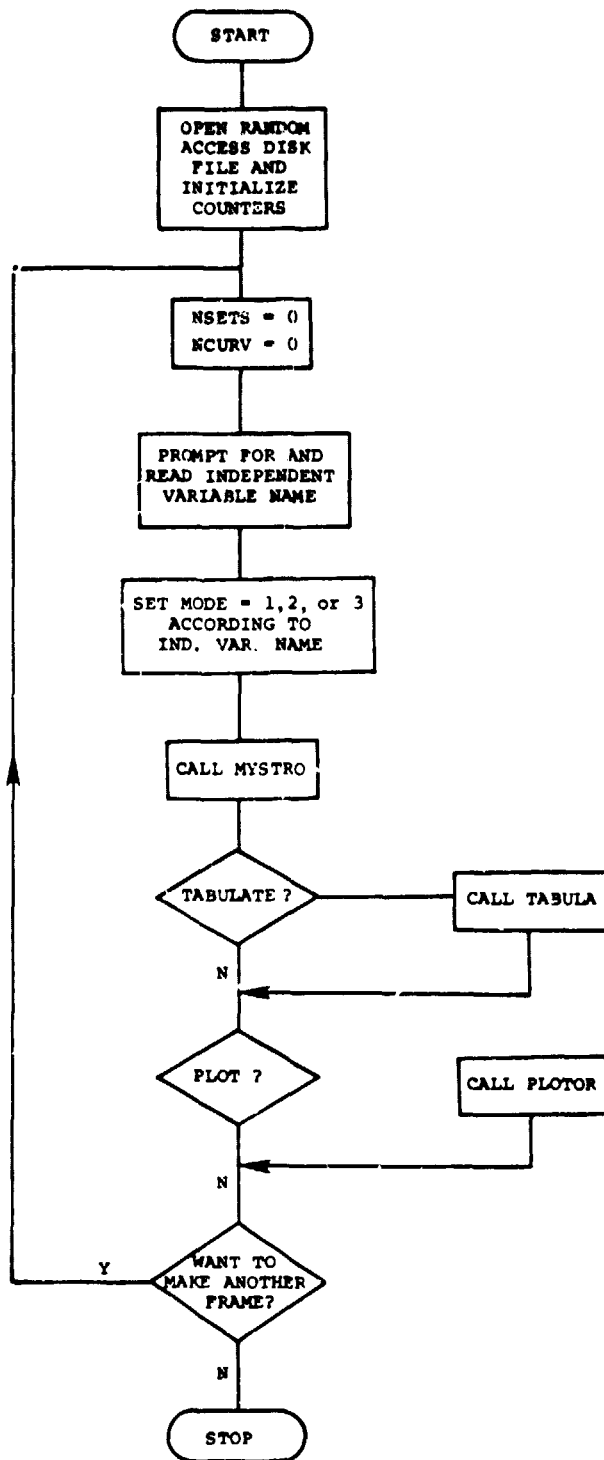 START
OPEN RANDOM
ACCESS DISK
FILE AND
INITIALIZE
COUNTERS
NSETS = 0
NCURV = 0
PROMPT FOR AND
READ INDEPENDENT
VARIABLE NAME
SET MODE = 1,2, or 3
ACCORDING TO
IND. VAR. NAME
CALL MYSTRO
TABULATE ?
CALL TABULA
N
PLOT ?
CALL PLOTOR
N
WANT TO
MAKE ANOTHER
FRAME?
Y
N
STOP